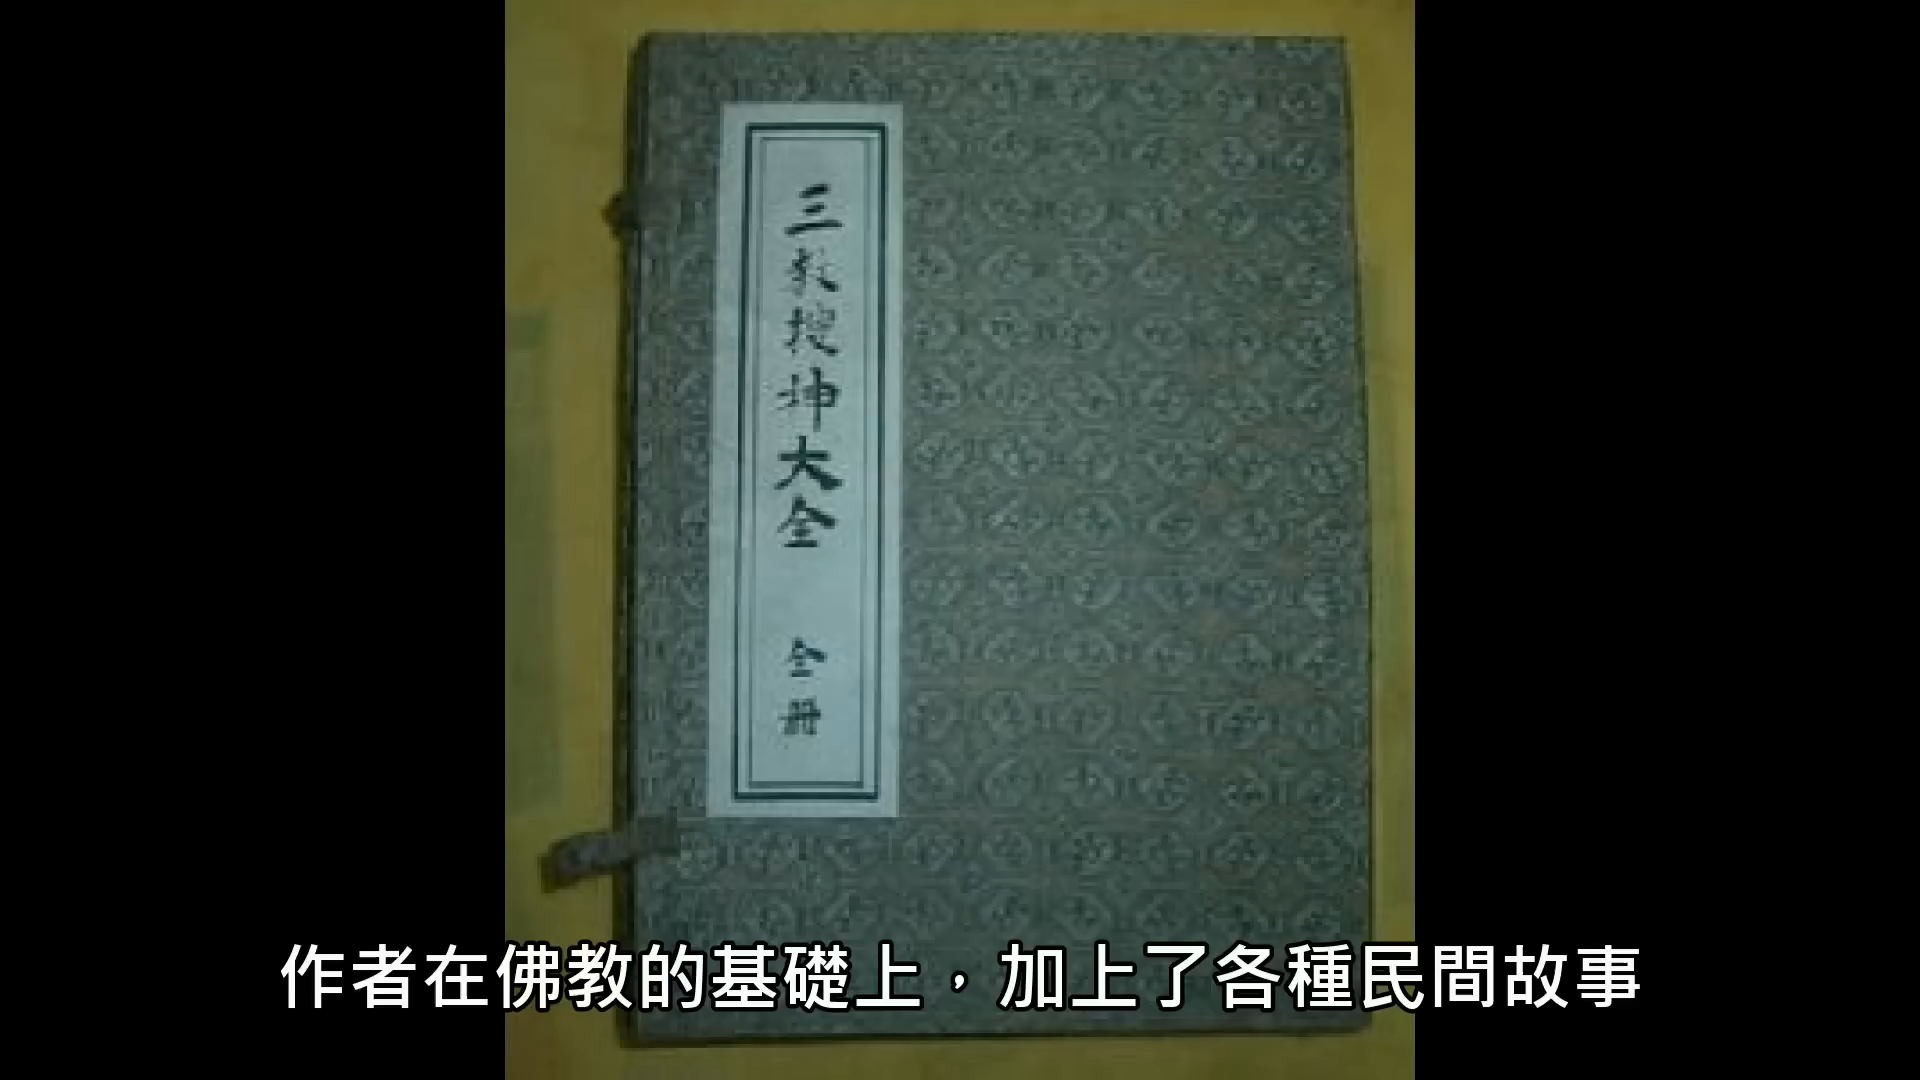 三教搜神大全
全冊
作者在佛教的基礎上，加上了各種民間故事